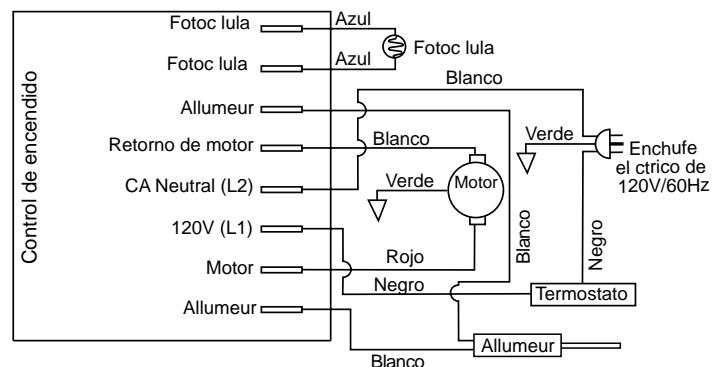 Fotoc lula
Azul
Fotoc lula
Fotoc lula
Azul
Blanco
Allumeur
Retorno de motor
Blanco
Verde
Enchufe
el ctrico de
120V/60Hz
CA Neutral (L2)
Verde
Motor
120V (L1)
Blanco
Negro
Motor
Rojo
Negro
Termostato
Allumeur
Allumeur
Blanco
Control de encendido